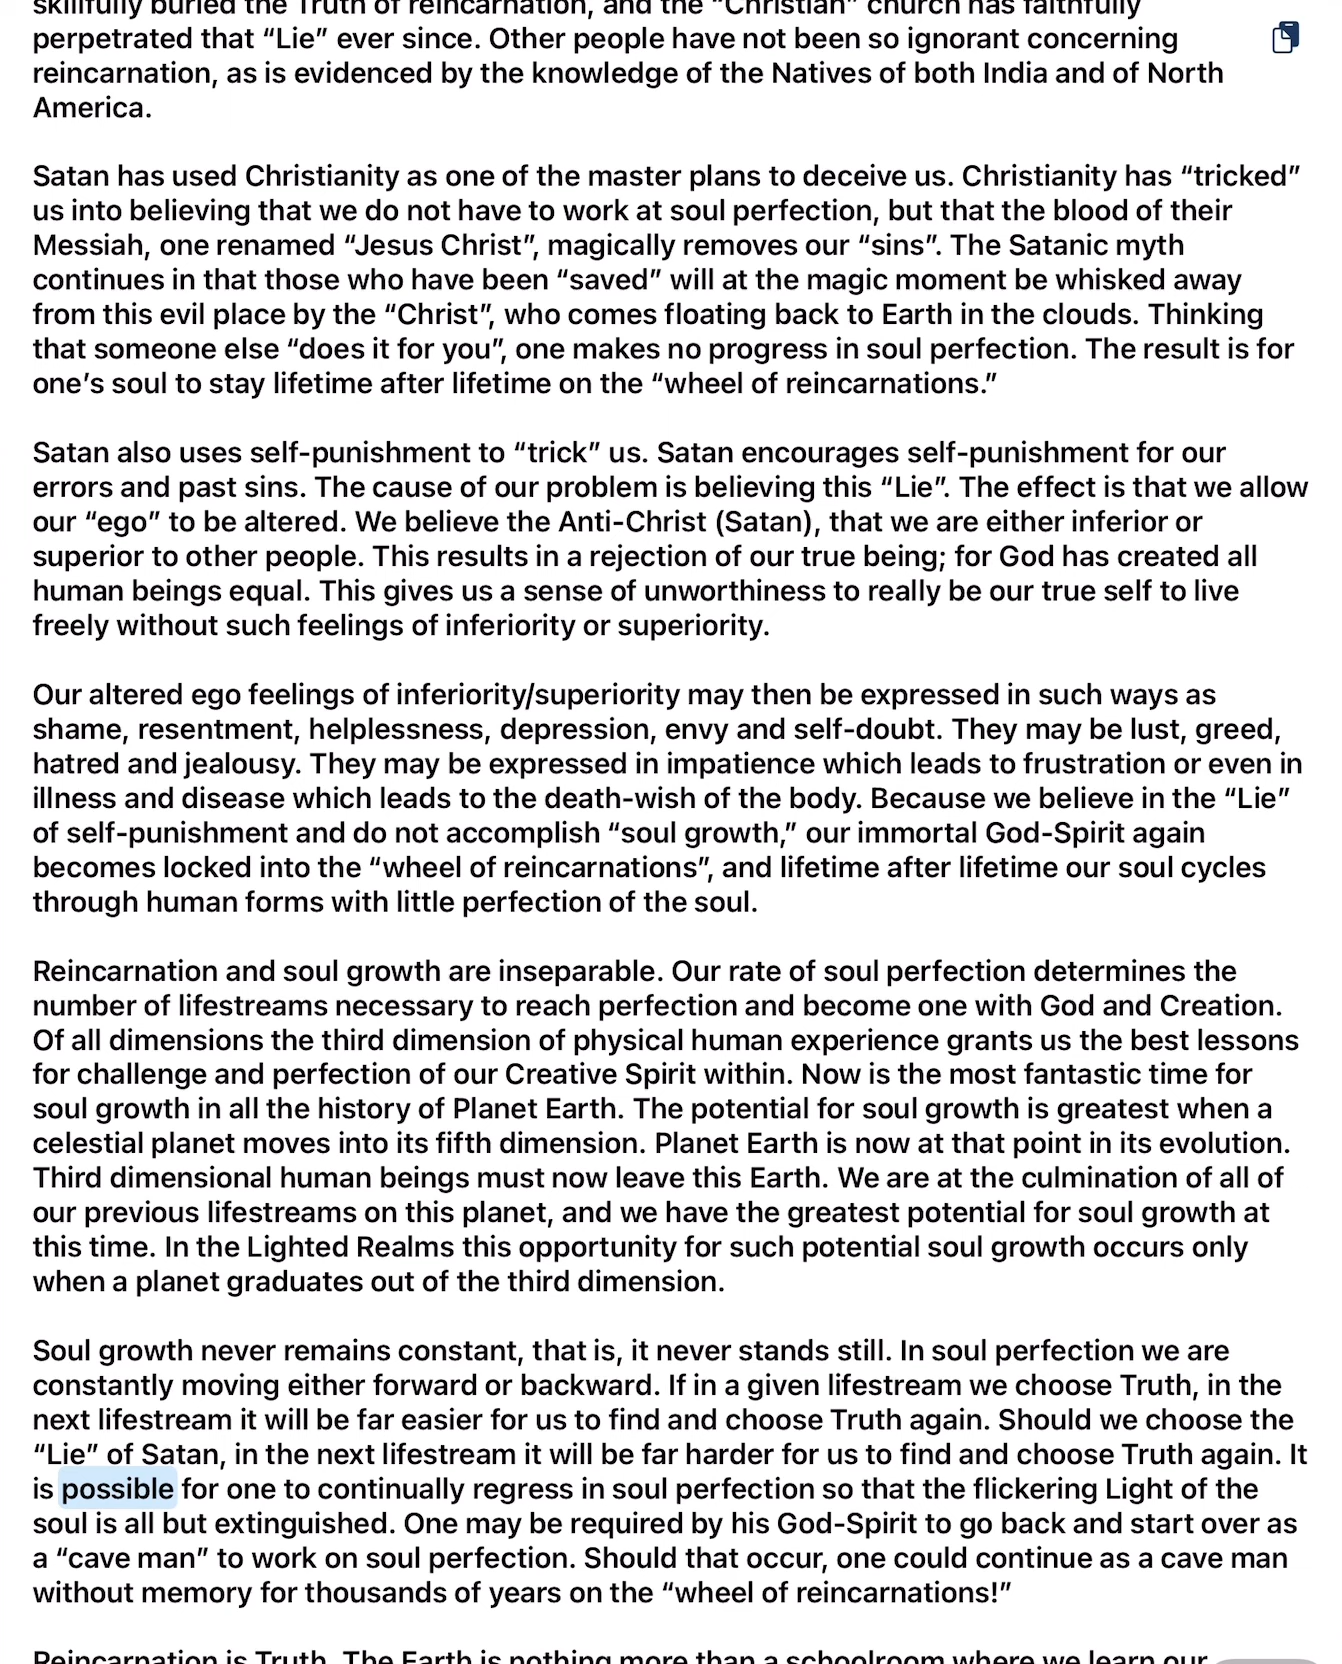 skillfully buried the Truth of reincarnation, and the “Christian” church has faithfully
perpetrated that “Lie” ever since. Other people have not been so ignorant concerning
reincarnation, as is evidenced by the knowledge of the Natives of both India and of North
America.
Satan has used Christianity as one of the master plans to deceive us. Christianity has “tricked”
us into believing that we do not have to work at soul perfection, but that the blood of their
Messiah, one renamed “Jesus Christ”, magically removes our “sins”. The Satanic myth
continues in that those who have been “saved” will at the magic moment be whisked away
from this evil place by the “Christ”, who comes floating back to Earth in the clouds. Thinking
that someone else “does it for you”, one makes no progress in soul perfection. The result is for
one’s soul to stay lifetime after lifetime on the “wheel of reincarnations.”
Satan also uses self-punishment to “trick” us. Satan encourages self-punishment for our
errors and past sins. The cause of our problem is believing this “Lie”. The effect is that we allow
our “ego” to be altered. We believe the Anti-Christ (Satan), that we are either inferior or
superior to other people. This results in a rejection of our true being; for God has created all
human beings equal. This gives us a sense of unworthiness to really be our true self to live
freely without such feelings of inferiority or superiority.
Our altered ego feelings of inferiority/superiority may then be expressed in such ways as
shame, resentment, helplessness, depression, envy and self-doubt. They may be lust, greed,
hatred and jealousy. They may be expressed in impatience which leads to frustration or even in
illness and disease which leads to the death-wish of the body. Because we believe in the “Lie”
of self-punishment and do not accomplish “soul growth,” our immortal God-Spirit again
becomes locked into the “wheel of reincarnations”, and lifetime after lifetime our soul cycles
through human forms with little perfection of the soul.
Reincarnation and soul growth are inseparable. Our rate of soul perfection determines the
number of lifestreams necessary to reach perfection and become one with God and Creation.
Of all dimensions the third dimension of physical human experience grants us the best lessons
for challenge and perfection of our Creative Spirit within. Now is the most fantastic time for
soul growth in all the history of Planet Earth. The potential for soul growth is greatest when a
celestial planet moves into its fifth dimension. Planet Earth is now at that point in its evolution.
Third dimensional human beings must now leave this Earth. We are at the culmination of all of
our previous lifestreams on this planet, and we have the greatest potential for soul growth at
this time. In the Lighted Realms this opportunity for such potential soul growth occurs only
when a planet graduates out of the third dimension.
Soul growth never remains constant, that is, it never stands still. In soul perfection we are
constantly moving either forward or backward. If in a given lifestream we choose Truth, in the
next lifestream it will be far easier for us to find and choose Truth again. Should we choose the
“Lie” of Satan, in the next lifestream it will be far harder for us to find and choose Truth again. It
is possible for one to continually regress in soul perfection so that the flickering Light of the
soul is all but extinguished. One may be required by his God-Spirit to go back and start over as
a “cave man” to work on soul perfection. Should that occur, one could continue as a cave man
without memory for thousands of years on the “wheel of reincarnations!”
Reincarnation is Truth. The Earth is nothing more than a schoolroom where we learn our